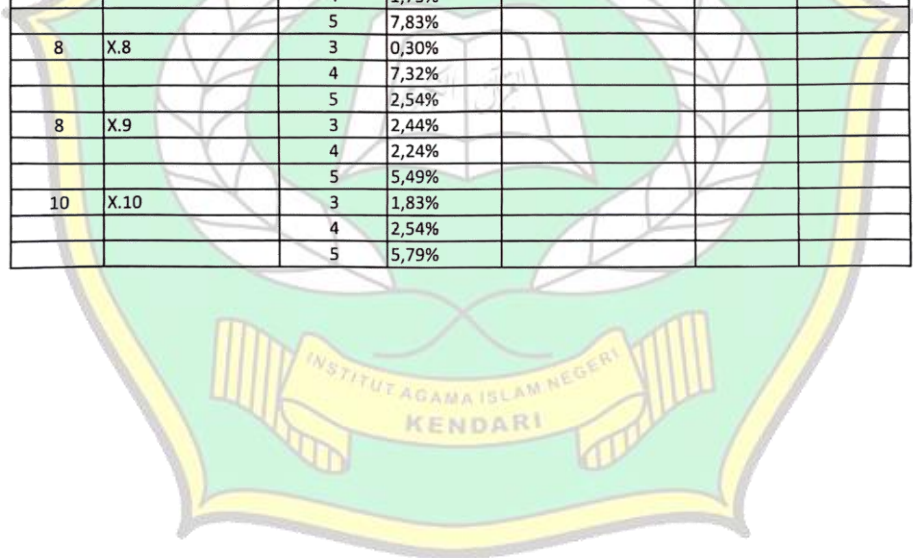 5 7,83%
8 X.8 3 0,30%
4 7,32%
5 2,54%
8 X.9 3 2,44%
4 2,24%
5 5,49%
10 X.10 3 1,83%
4 2,54%
5 5,79%
INSTITUT AGAMA ISLAM NEGERI
KENDARI